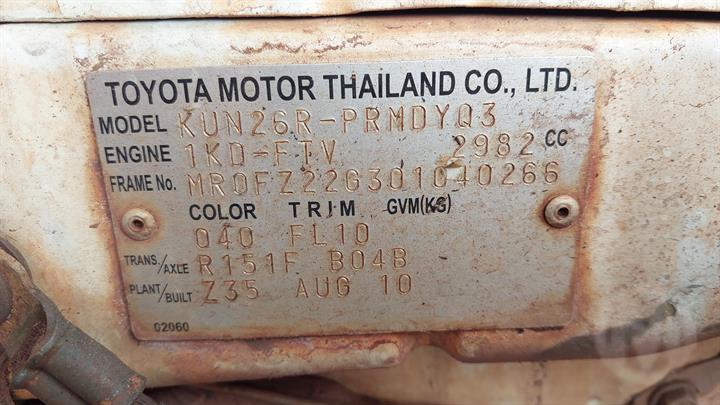 TOYOTA MOTOR THAILAND CO., LTD.
MODEL KUN26R-PRMDYQ3
ENGINE 1KD-FTV 2982 CC
FRAME No. MR0FZ22G301040266
COLOR TRIM GVM(KG)
040 FL10
TRANS./AXLE R151F B04B
PLANT/BUILT Z35 AUG 10
02060